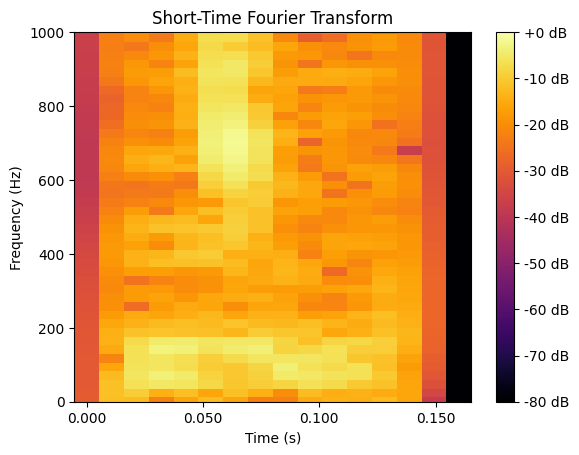 Short-Time Fourier Transform
1000
800
600
400
200
0
Frequency (Hz)
0.000
0.050
0.100
0.150
Time (s)
+0 dB
-10 dB
-20 dB
-30 dB
-40 dB
-50 dB
-60 dB
-70 dB
-80 dB